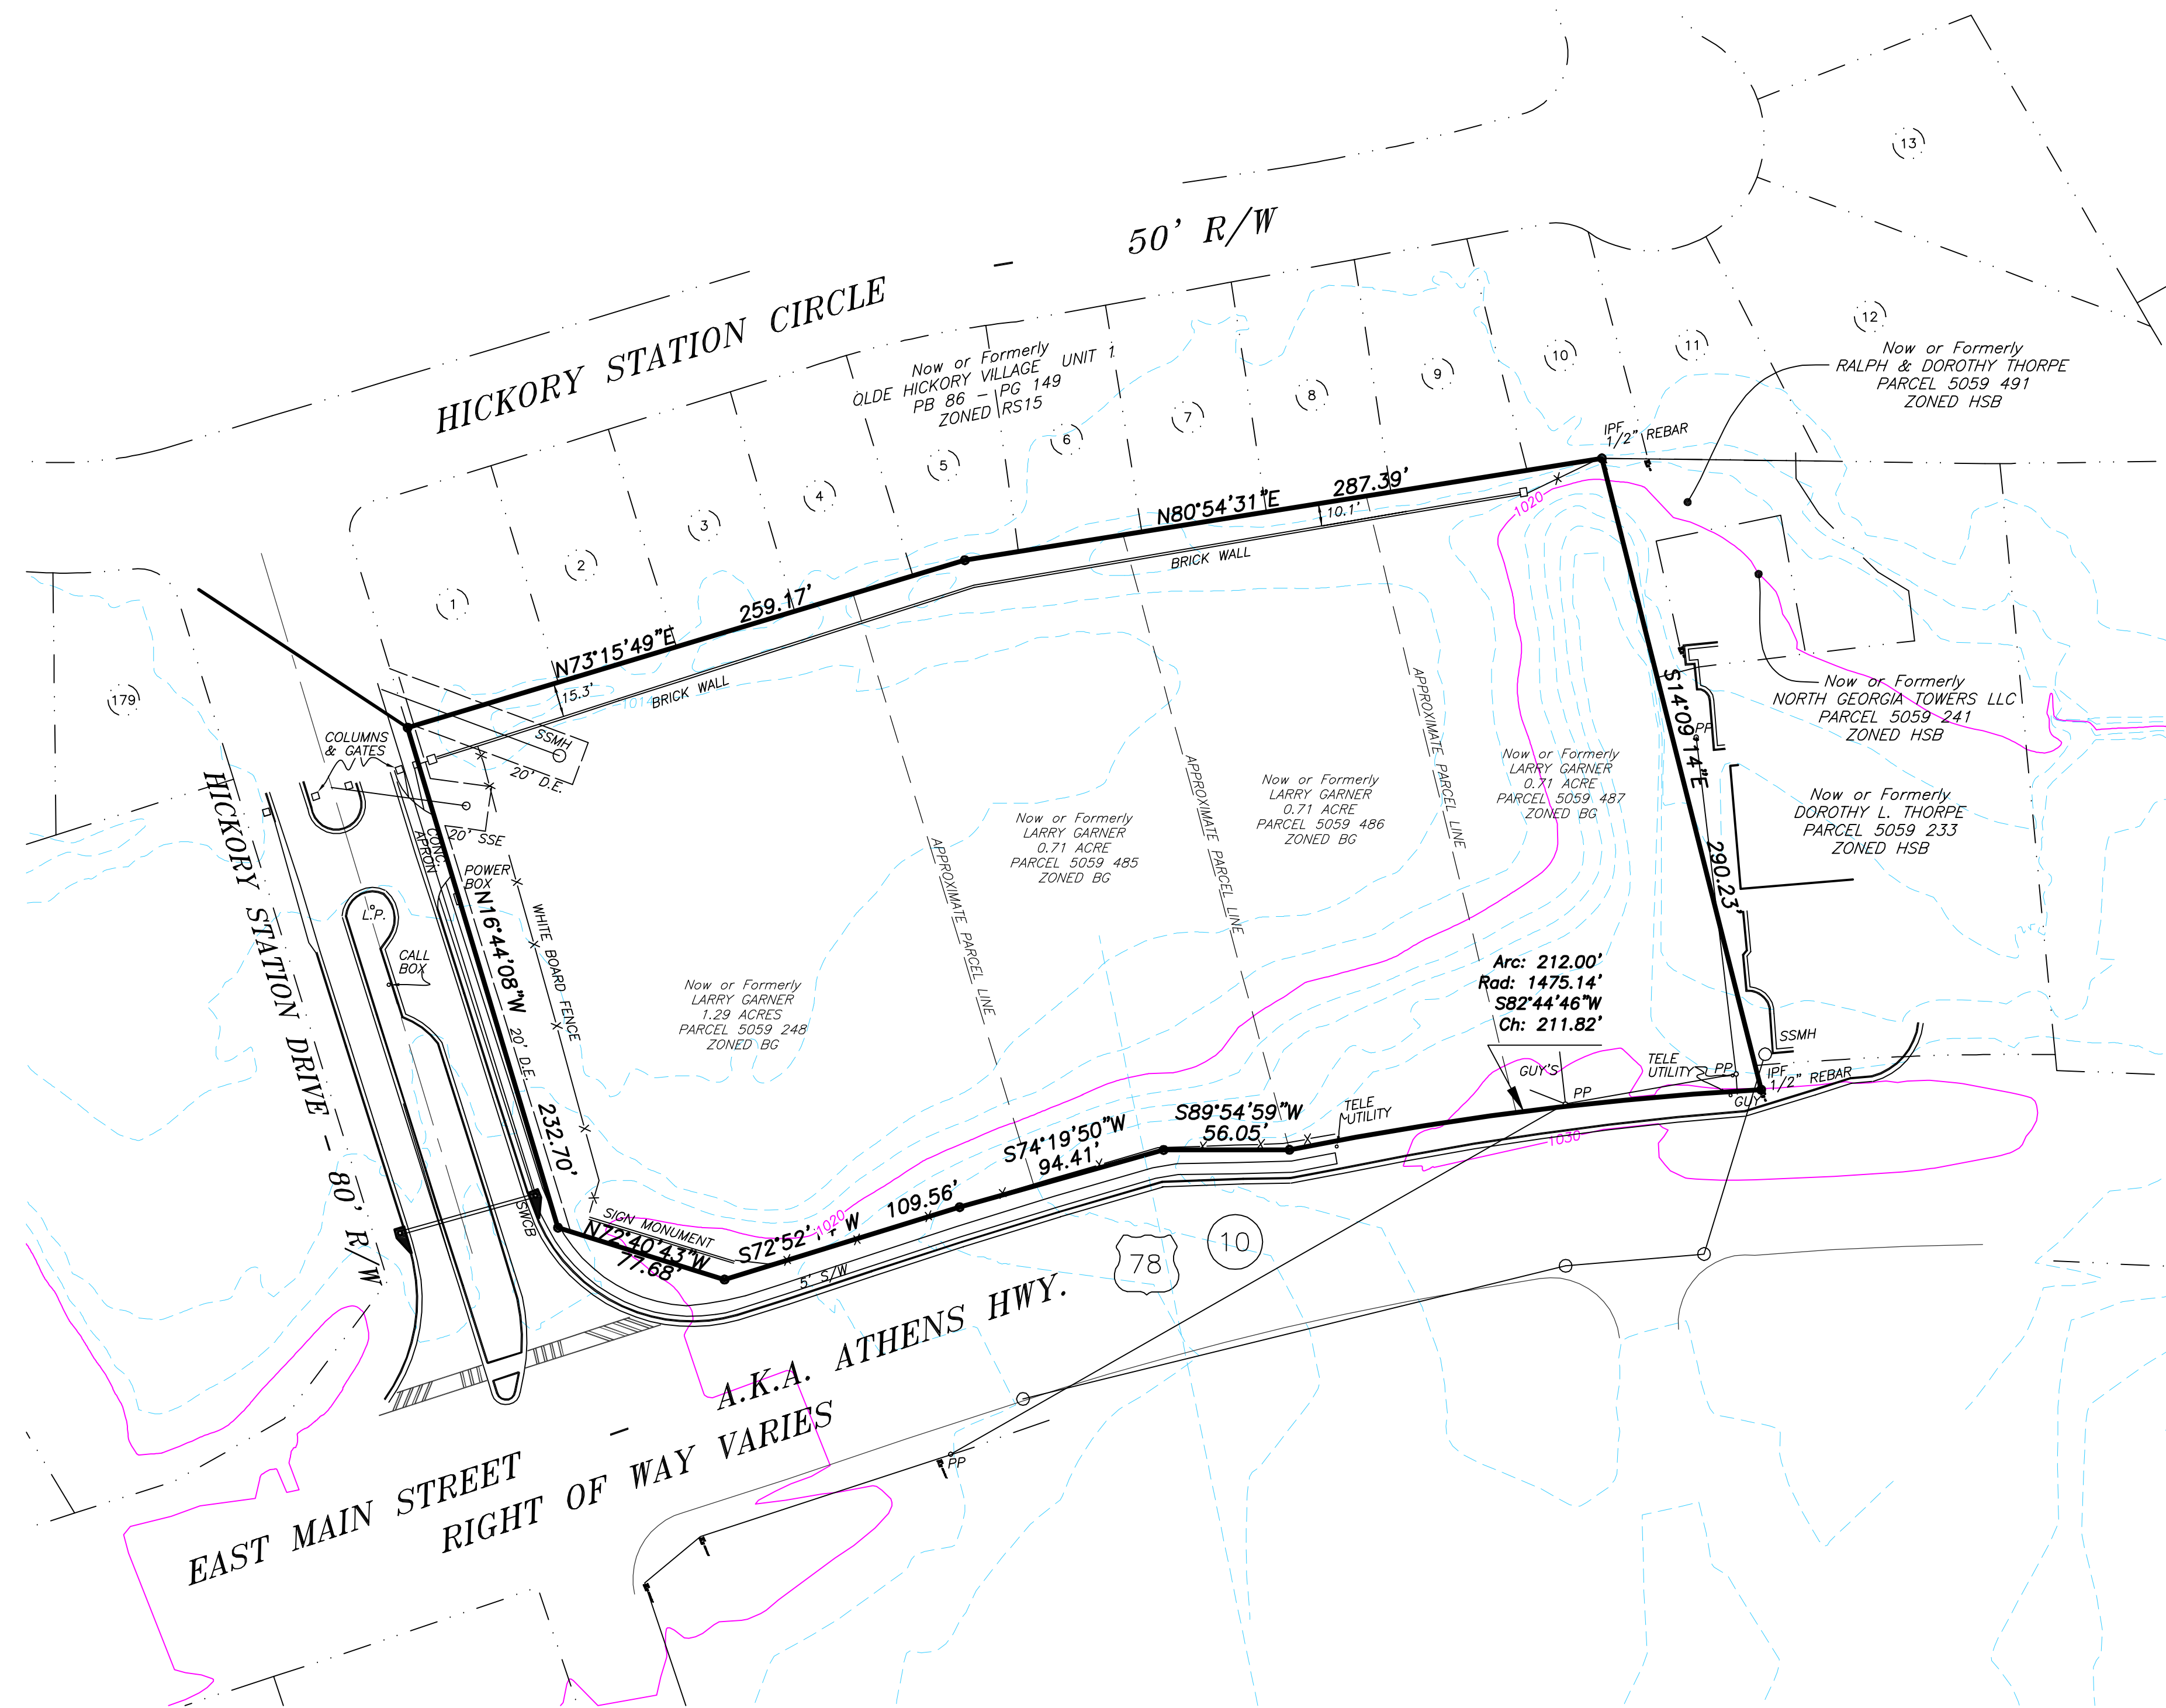 13
50' R/W
HICKORY STATION CIRCLE -
12
11
10
9
8
7
6
5
4
3
2
1
179
Now or Formerly
OLDE HICKORY VILLAGE UNIT 1
PB 86 - PG 149
ZONED RS15
Now or Formerly
RALPH & DOROTHY THORPE
PARCEL 5059 491
ZONED HSB
IPF
1/2" REBAR
N80°54'31"E 287.39'
10.1'
BRICK WALL
1020
N73°15'49"E 259.17'
15.3'
BRICK WALL
1014
SSMH
20' D.E.
COLUMNS
& GATES
20' SSE
CONC.
APRON
POWER
BOX
L.P.
CALL
BOX
N16°44'08"W 232.70'
20' D.E.
WHITE BOARD FENCE
HICKORY STATION DRIVE - 80' R/W
APPROXIMATE PARCEL LINE
APPROXIMATE PARCEL LINE
APPROXIMATE PARCEL LINE
Now or Formerly
LARRY GARNER
1.29 ACRES
PARCEL 5059 248
ZONED BG
Now or Formerly
LARRY GARNER
0.71 ACRE
PARCEL 5059 485
ZONED BG
Now or Formerly
LARRY GARNER
0.71 ACRE
PARCEL 5059 486
ZONED BG
Now or Formerly
LARRY GARNER
0.71 ACRE
PARCEL 5059 487
ZONED BG
S14°09'14"E 290.23'
PP
Now or Formerly
NORTH GEORGIA TOWERS LLC
PARCEL 5059 241
ZONED HSB
Now or Formerly
DOROTHY L. THORPE
PARCEL 5059 233
ZONED HSB
Arc: 212.00'
Rad: 1475.14'
S82°44'46"W
Ch: 211.82'
GUY'S
PP
TELE
UTILITY
PP
SSMH
IPF
1/2" REBAR
GUY
TELE
UTILITY
S89°54'59"W
56.05'
S74°19'50"W
94.41'
S72°52' W 109.56'
1020
1030
SIGN MONUMENT
N72°40'43"W
77.68'
SWCB
5' S/W
78
10
EAST MAIN STREET - A.K.A. ATHENS HWY.
RIGHT OF WAY VARIES
PP